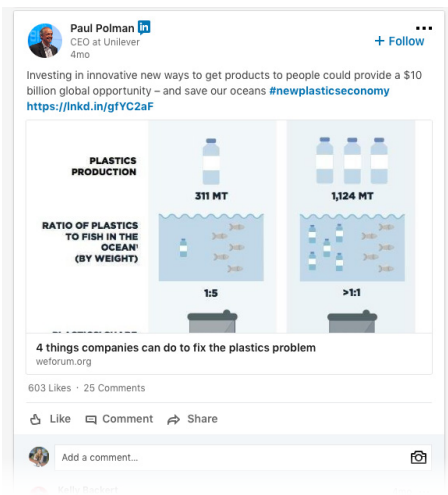 Paul Polman in
CEO at Unilever
4mo
+ Follow
Investing in innovative new ways to get products to people could provide a $10
billion global opportunity – and save our oceans #newplasticseconomy
https://lnkd.in/gfYC2aF
PLASTICS
PRODUCTION
311 MT
1,124 MT
RATIO OF PLASTICS
TO FISH IN THE
OCEAN¹
(BY WEIGHT)
1:5
>1:1
4 things companies can do to fix the plastics problem
weforum.org
603 Likes · 25 Comments
Like Comment Share
Add a comment...